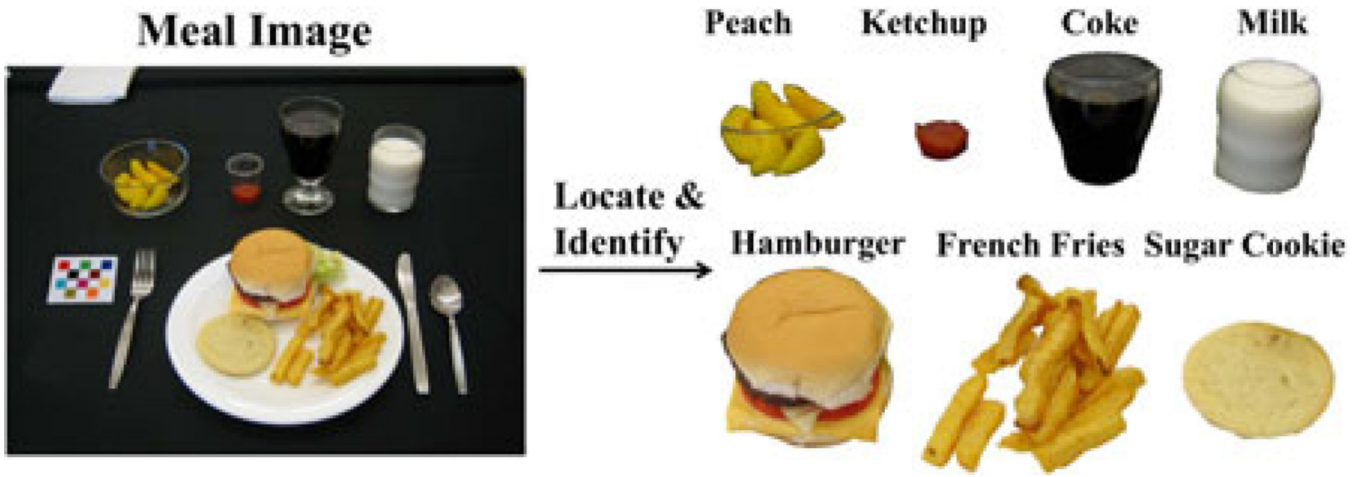 Meal Image
Peach
Ketchup
Coke
Milk
Locate &
Identify
Hamburger
French Fries
Sugar Cookie